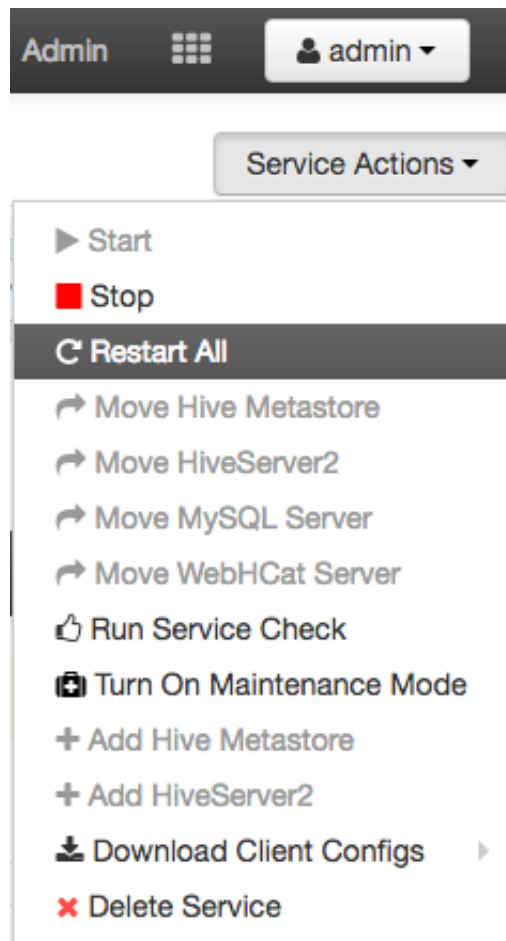 Admin admin
Service Actions
Start
Stop
Restart All
Move Hive Metastore
Move HiveServer2
Move MySQL Server
Move WebHCat Server
Run Service Check
Turn On Maintenance Mode
Add Hive Metastore
Add HiveServer2
Download Client Configs
Delete Service